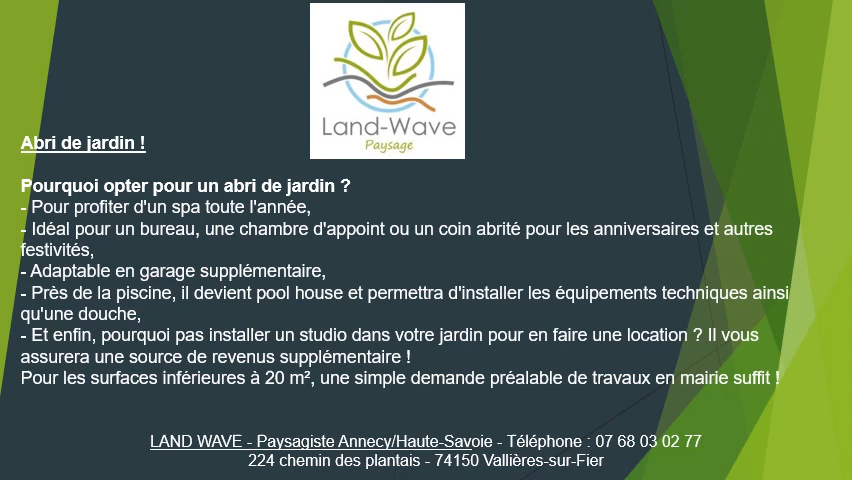 Land-Wave
Paysage
Abri de jardin !
Pourquoi opter pour un abri de jardin ?
- Pour profiter d'un spa toute l'année,
- Idéal pour un bureau, une chambre d'appoint ou un coin abrité pour les anniversaires et autres
festivités,
- Adaptable en garage supplémentaire,
- Près de la piscine, il devient pool house et permettra d'installer les équipements techniques ainsi
qu'une douche,
- Et enfin, pourquoi pas installer un studio dans votre jardin pour en faire une location ? Il vous
assurera une source de revenus supplémentaire !
Pour les surfaces inférieures à 20 m², une simple demande préalable de travaux en mairie suffit !
LAND WAVE - Paysagiste Annecy/Haute-Savoie - Téléphone : 07 68 03 02 77
224 chemin des plantais - 74150 Vallières-sur-Fier